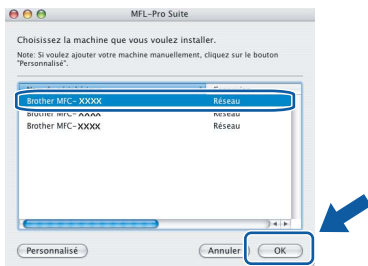 MFL-Pro Suite
Choisissez la machine que vous voulez installer.
Note: Si voulez ajouter votre machine manuellement, cliquez sur le bouton
"Personnalisé".
Brother MFC-XXXX Réseau
Brother MFC-XXXX Réseau
Brother MFC-XXXX Réseau
Personnalisé Annuler OK